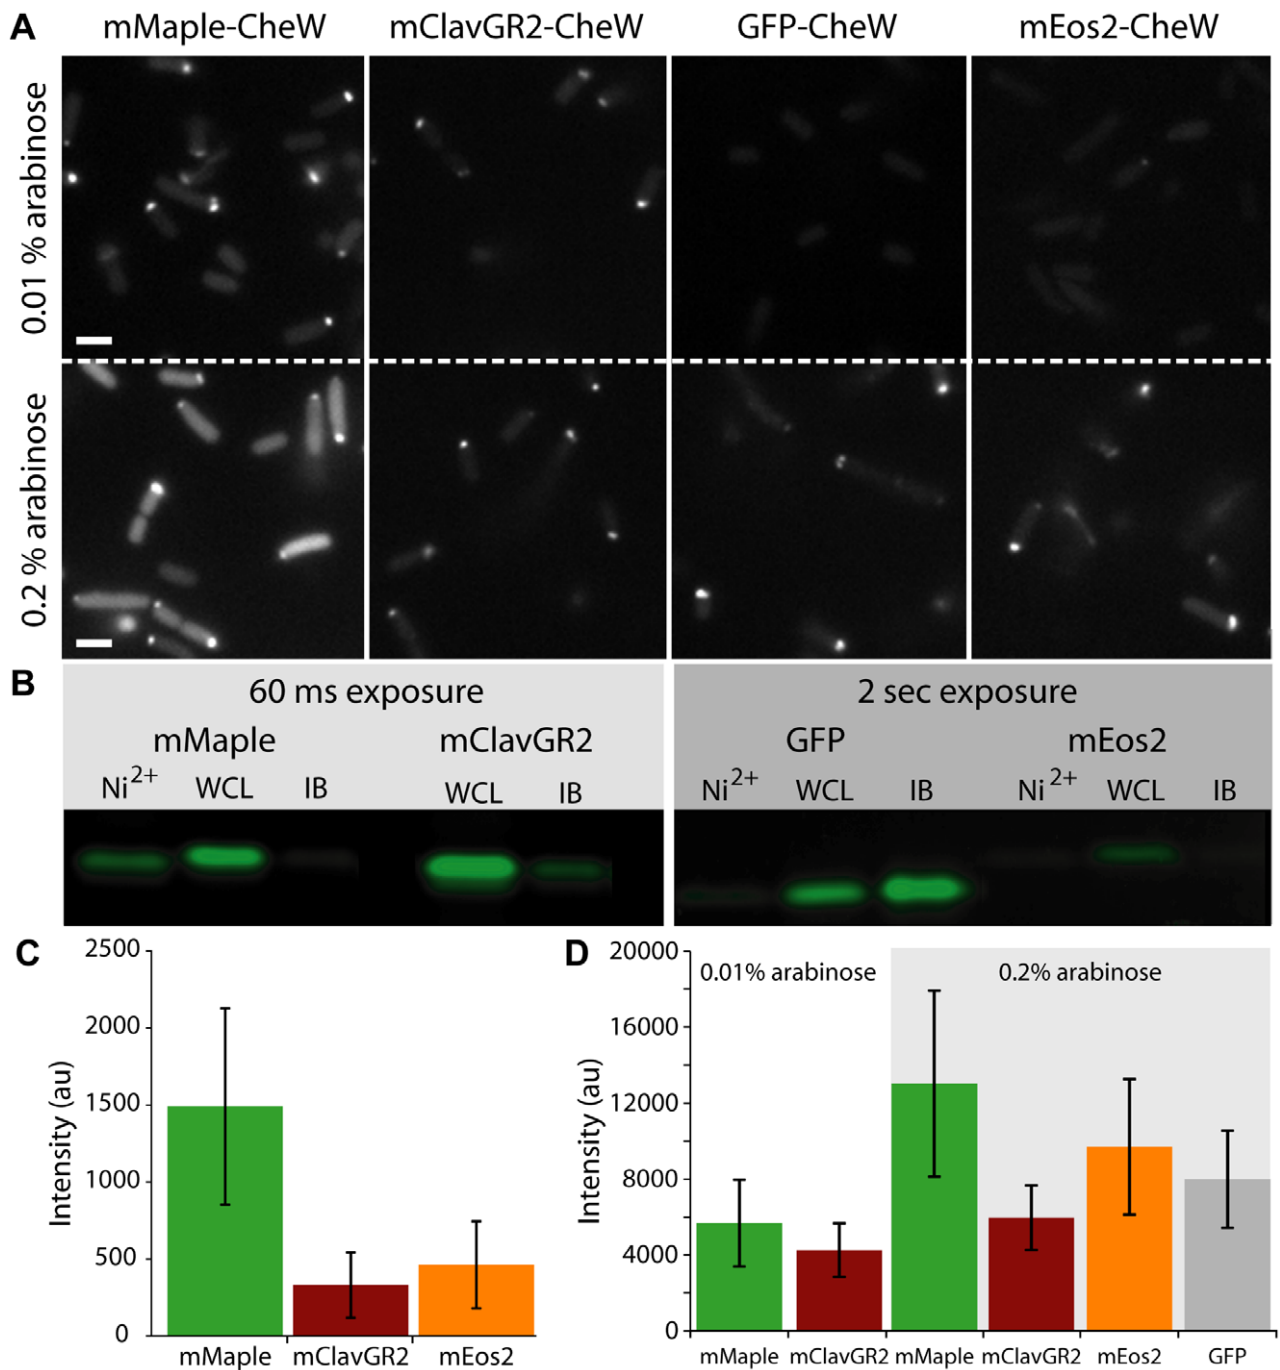 A
mMaple-CheW mClavGR2-CheW GFP-CheW mEos2-CheW
0.01 % arabinose
0.2 % arabinose
B
60 ms exposure 2 sec exposure
mMaple mClavGR2 GFP mEos2
Ni2+ WCL IB WCL IB Ni2+ WCL IB Ni2+ WCL IB
C
Intensity (au)
2500
2000
1500
1000
500
0
mMaple mClavGR2 mEos2
D
Intensity (au)
0.01% arabinose 0.2% arabinose
20000
16000
12000
8000
4000
0
mMaple mClavGR2 mMaple mClavGR2 mEos2 GFP